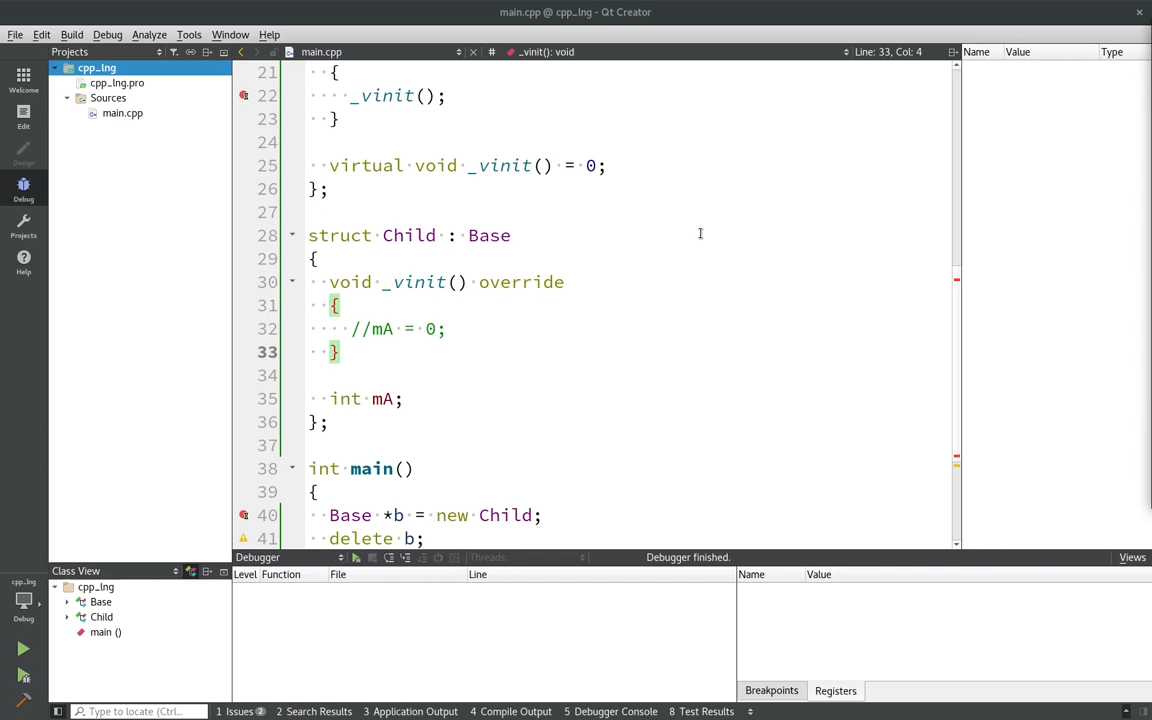 main.cpp @ cpp_lng - Qt Creator
File Edit Build Debug Analyze Tools Window Help
Projects
main.cpp
#
_vinit(): void
Line: 33, Col: 4
Name Value Type
Welcome
Edit
Design
Debug
Projects
Help
cpp_lng
cpp_lng.pro
Sources
main.cpp
21 {
22 _vinit();
23 }
24
25 virtual void _vinit() = 0;
26 };
27
28 struct Child : Base
29 {
30 void _vinit() override
31 {
32 //mA = 0;
33 }
34
35 int mA;
36 };
37
38 int main()
39 {
40 Base *b = new Child;
41 delete b;
Debugger
Threads:
Debugger finished.
Views
Class View
cpp_lng
Base
Child
main ()
Level Function File Line
Name Value
cpp_lng
Debug
Breakpoints Registers
Type to locate (Ctrl...
1 Issues 2
2 Search Results
3 Application Output
4 Compile Output
5 Debugger Console
8 Test Results